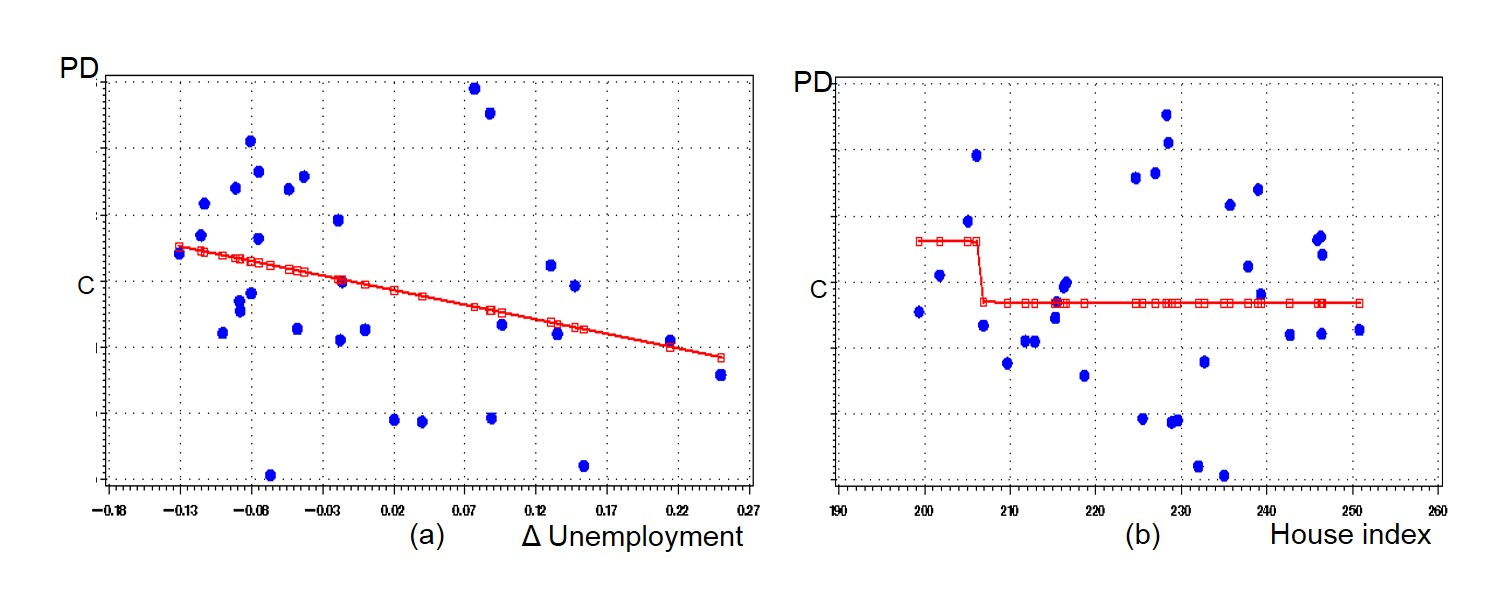 PD
C
−0.18 −0.13 −0.08 −0.03 0.02 0.07 0.12 0.17 0.22 0.27
(a) Δ Unemployment
PD
C
190 200 210 220 230 240 250 260
(b) House index